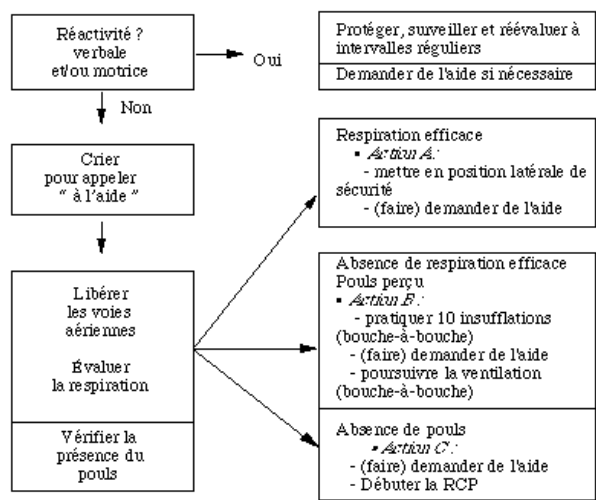 Réactivité ?
verbale
et/ou motrice
Oui
Protéger, surveiller et réévaluer à
intervalles réguliers
Demander de l'aide si nécessaire
Non
Crier
pour appeler
“ à l'aide ”
Respiration efficace
▪ Action A :
- mettre en position latérale de
sécurité
- (faire) demander de l'aide
Libérer
les voies
aériennes
Évaluer
la respiration
Absence de respiration efficace
Pouls perçu
▪ Action B :
- pratiquer 10 insufflations
(bouche-à-bouche)
- (faire) demander de l'aide
- poursuivre la ventilation
(bouche-à-bouche)
Vérifier la
présence du
pouls
Absence de pouls
▪ Action C :
- (faire) demander de l'aide
- Débuter la RCP